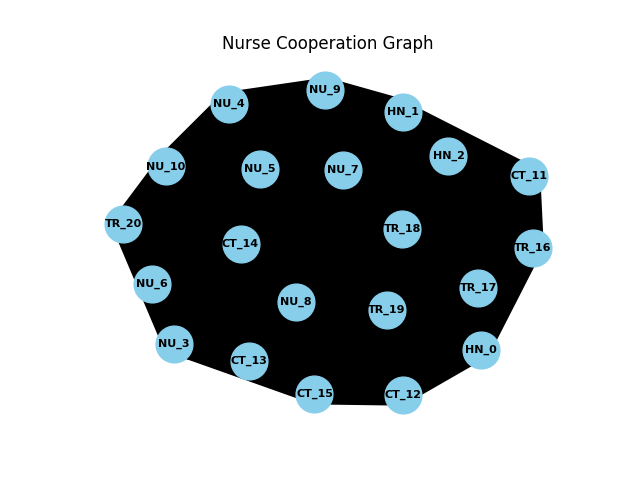 Nurse Cooperation Graph
NU_9
NU_4
HN_1
HN_2
NU_10
NU_5
NU_7
CT_11
TR_20
TR_18
CT_14
TR_16
NU_6
TR_17
NU_8
TR_19
NU_3
HN_0
CT_13
CT_15
CT_12